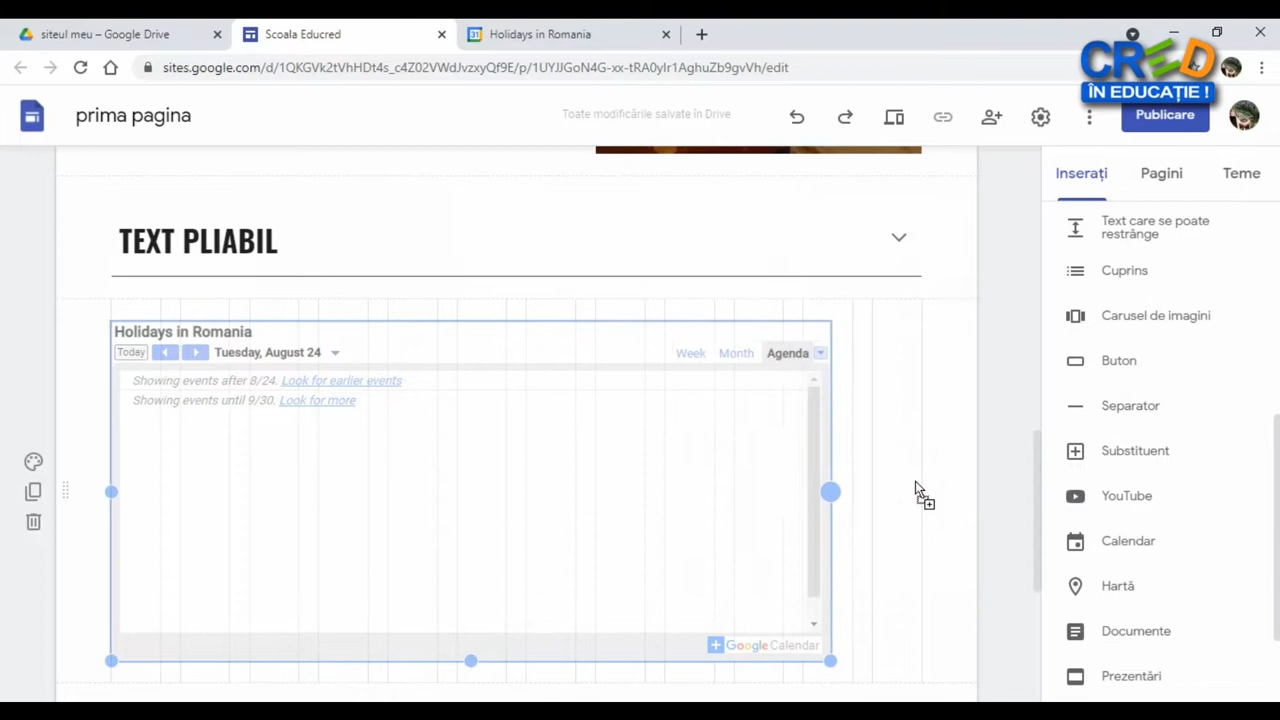 siteul meu – Google Drive
Scoala Educred
Holidays in Romania
sites.google.com/d/1QKGVk2tVhHDt4s_c4Z02VWdJvzxyQf9E/p/1UYJJGoN4G-xx-tRA0yIr1AghuZb9gvVh/edit
CRED
ÎN EDUCAȚIE !
prima pagina
Toate modificările salvate în Drive
Publicare
Inserați
Pagini
Teme
TEXT PLIABIL
Holidays in Romania
Today
Tuesday, August 24
Week
Month
Agenda
Showing events after 8/24. Look for earlier events
Showing events until 9/30. Look for more
Google Calendar
Text care se poate
restrânge
Cuprins
Carusel de imagini
Buton
Separator
Substituent
YouTube
Calendar
Hartă
Documente
Prezentări